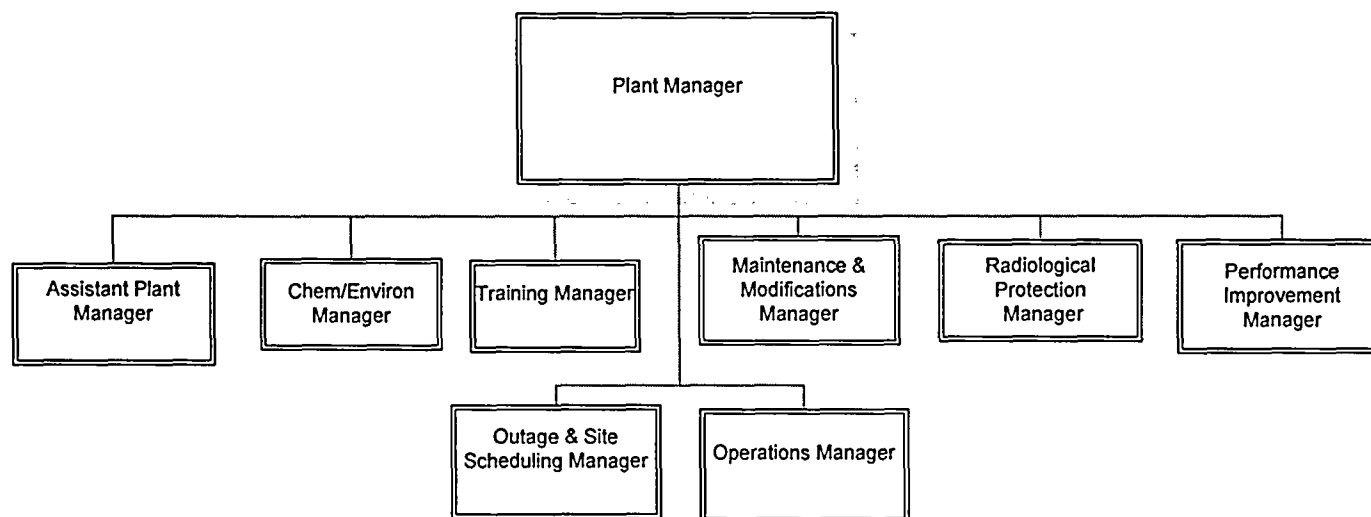 Plant Manager
Assistant Plant
Manager
Chem/Environ
Manager
Training Manager
Maintenance &
Modifications
Manager
Radiological
Protection
Manager
Performance
Improvement
Manager
Outage & Site
Scheduling Manager
Operations Manager